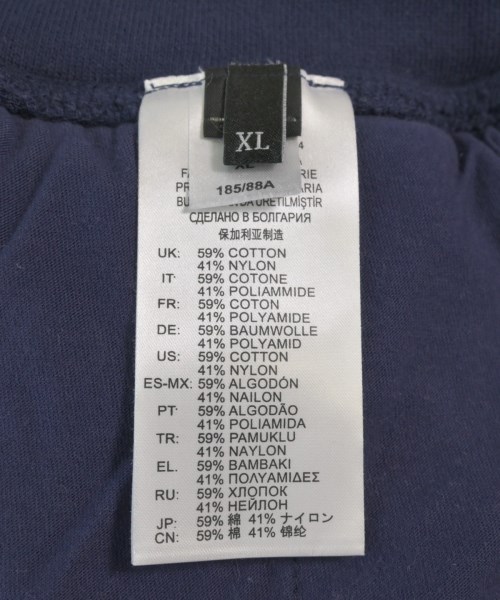 XL
185/88A
СДЕЛАНО В БОЛГАРИЯ
保加利亚制造
UK: 59% COTTON
41% NYLON
IT: 59% COTONE
41% POLIAMMIDE
FR: 59% COTON
41% POLYAMIDE
DE: 59% BAUMWOLLE
41% POLYAMID
US: 59% COTTON
41% NYLON
ES-MX: 59% ALGODÓN
41% NAILON
PT: 59% ALGODÃO
41% POLIAMIDA
TR: 59% PAMUKLU
41% NAYLON
EL. 59% BAMBAKI
41% ΠΟΛΥΑΜΙΔΕΣ
RU: 59% ХЛОПОК
41% НЕЙЛОН
JP: 59% 綿 41% ナイロン
CN: 59% 棉 41% 锦纶